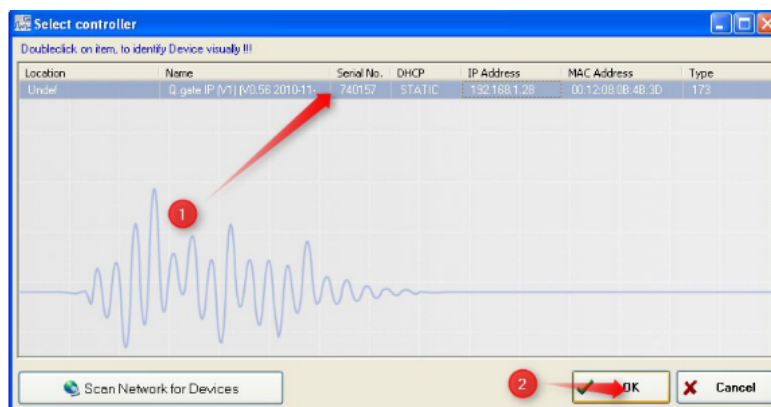 Select controller
Doubleclick on item, to identify Device visually !!!
Location Name Serial No. DHCP IP Address MAC Address Type
Undef Q.gate IP (V1) (V0.56 2010-11- 740157 STATIC 192.168.1.28 00:12:08:0B:4B:3D 173
1
Scan Network for Devices 2 OK Cancel